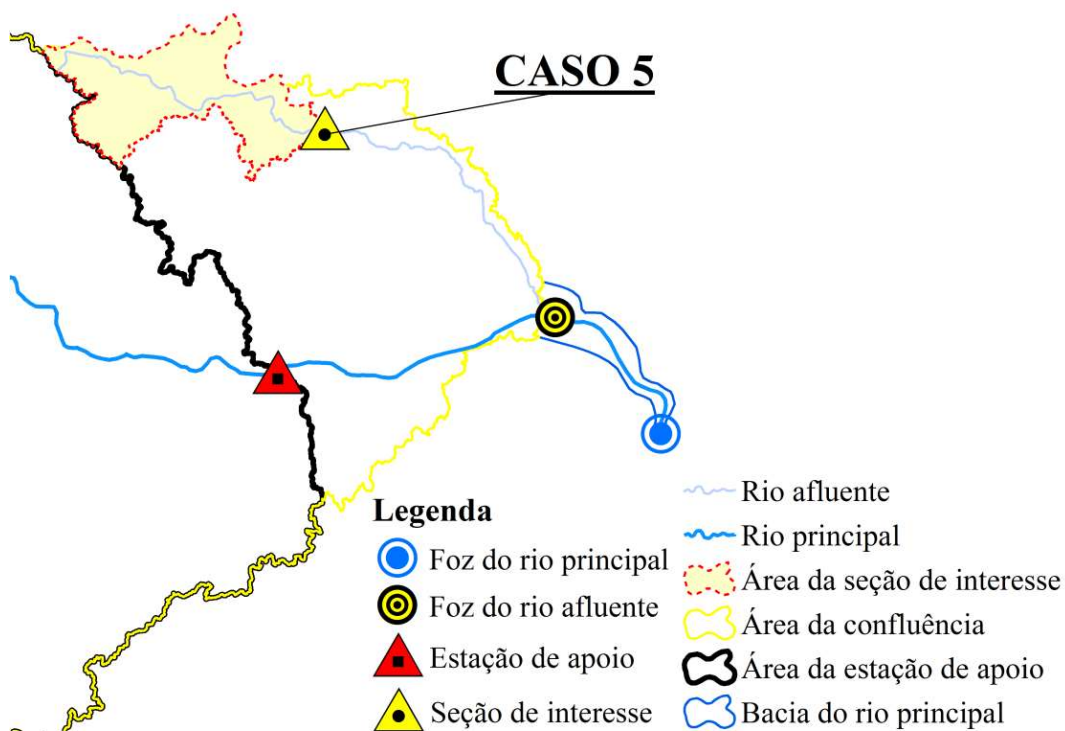 CASO 5
Legenda
Foz do rio principal
Foz do rio afluente
Estação de apoio
Seção de interesse
Rio afluente
Rio principal
Área da seção de interesse
Área da confluência
Área da estação de apoio
Bacia do rio principal